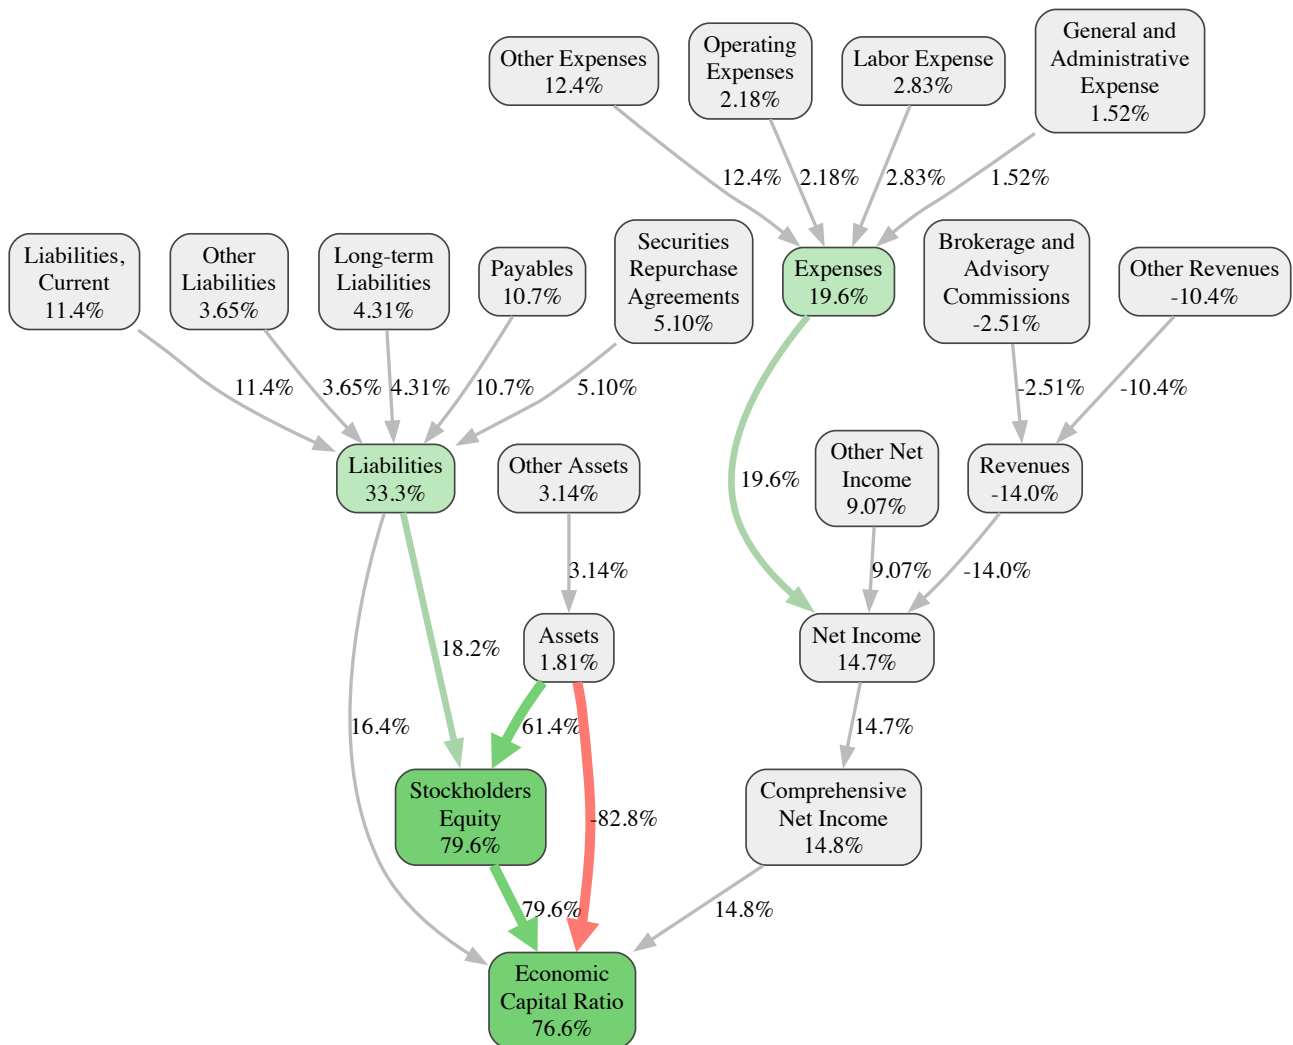 Other Expenses
12.4%
Operating
Expenses
2.18%
Labor Expense
2.83%
General and
Administrative
Expense
1.52%
12.4%
2.18%
2.83%
1.52%
Liabilities,
Current
11.4%
Other
Liabilities
3.65%
Long-term
Liabilities
4.31%
Payables
10.7%
Securities
Repurchase
Agreements
5.10%
Expenses
19.6%
Brokerage and
Advisory
Commissions
-2.51%
Other Revenues
-10.4%
11.4%
3.65%
4.31%
10.7%
5.10%
-2.51%
-10.4%
Liabilities
33.3%
Other Assets
3.14%
19.6%
Other Net
Income
9.07%
Revenues
-14.0%
3.14%
9.07%
-14.0%
Assets
1.81%
Net Income
14.7%
18.2%
16.4%
61.4%
14.7%
Stockholders
Equity
79.6%
-82.8%
Comprehensive
Net Income
14.8%
79.6%
14.8%
Economic
Capital Ratio
76.6%